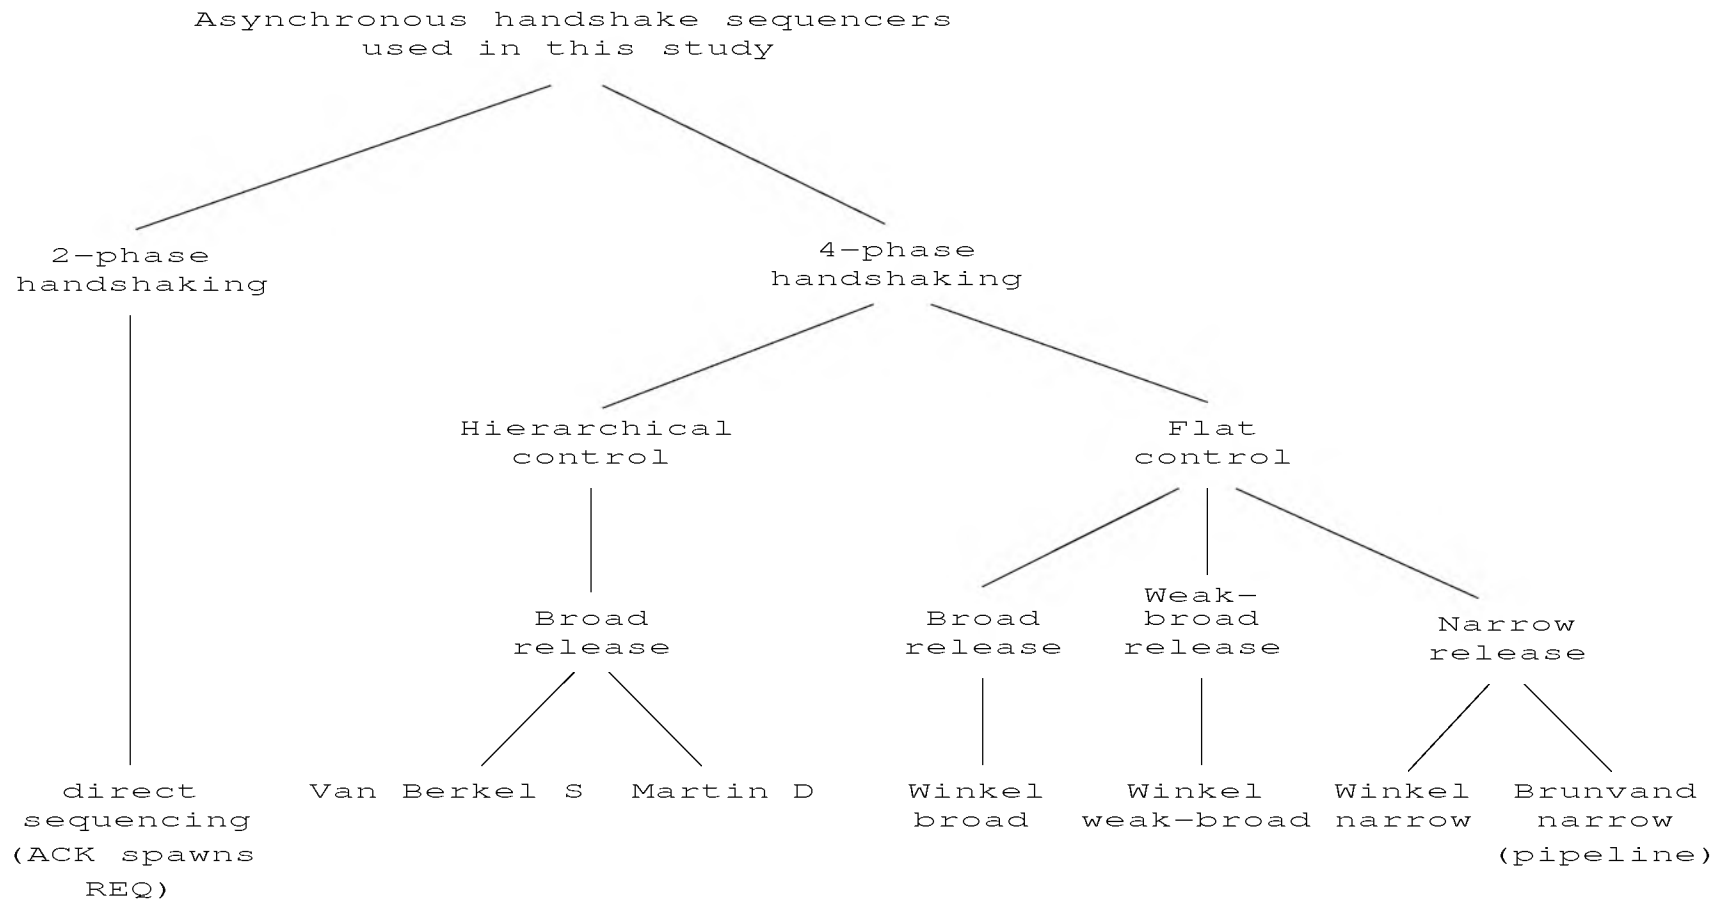 Asynchronous handshake sequencers
used in this study
2-phase
handshaking
4-phase
handshaking
Hierarchical
control
Flat
control
Broad
release
Broad
release
Weak-
broad
release
Narrow
release
direct
sequencing
(ACK spawns
REQ)
Van Berkel S
Martin D
Winkel
broad
Winkel
weak-broad
Winkel
narrow
Brunvand
narrow
(pipeline)